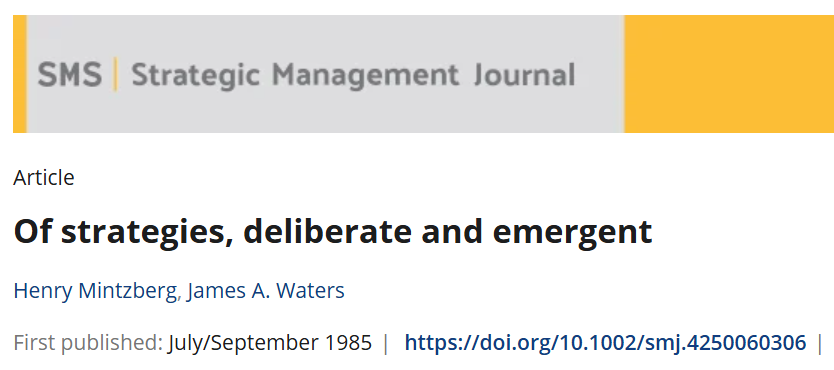 SMS | Strategic Management Journal
Article
Of strategies, deliberate and emergent
Henry Mintzberg, James A. Waters
First published: July/September 1985 | https://doi.org/10.1002/smj.4250060306 |